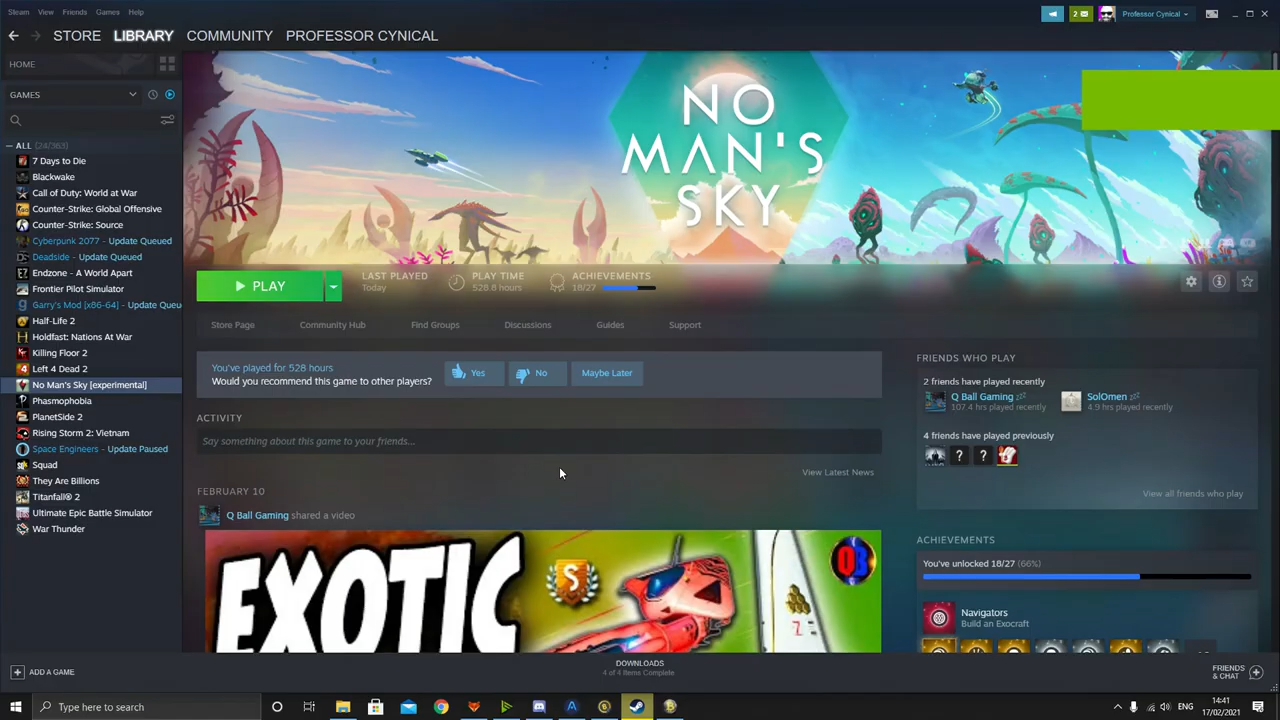 Steam View Friends Games Help
2 Professor Cynical
STORE LIBRARY COMMUNITY PROFESSOR CYNICAL
HOME
GAMES
ALL (24/363)
7 Days to Die
Blackwake
Call of Duty: World at War
Counter-Strike: Global Offensive
Counter-Strike: Source
Cyberpunk 2077 - Update Queued
Deadside - Update Queued
Endzone - A World Apart
Frontier Pilot Simulator
Garry's Mod [x86-64] - Update Queu
Half-Life 2
Holdfast: Nations At War
Killing Floor 2
Left 4 Dead 2
No Man's Sky [experimental]
Phasmophobia
PlanetSide 2
Rising Storm 2: Vietnam
Space Engineers - Update Paused
Squad
They Are Billions
Titanfall® 2
Ultimate Epic Battle Simulator
War Thunder
NO
MAN'S
SKY
PLAY
LAST PLAYED
Today
PLAY TIME
528.8 hours
ACHIEVEMENTS
18/27
Store Page Community Hub Find Groups Discussions Guides Support
You've played for 528 hours
Would you recommend this game to other players?
Yes No Maybe Later
ACTIVITY
Say something about this game to your friends...
View Latest News
FEBRUARY 10
Q Ball Gaming shared a video
EXOTIC
S
QB
FRIENDS WHO PLAY
2 friends have played recently
Q Ball Gaming
107.4 hrs played recently
SolOmen
4.9 hrs played recently
4 friends have played previously
? ?
View all friends who play
ACHIEVEMENTS
You've unlocked 18/27 (66%)
Navigators
Build an Exocraft
ADD A GAME
DOWNLOADS
4 of 4 Items Complete
FRIENDS
& CHAT
Type here to search
14:41
17/02/2021